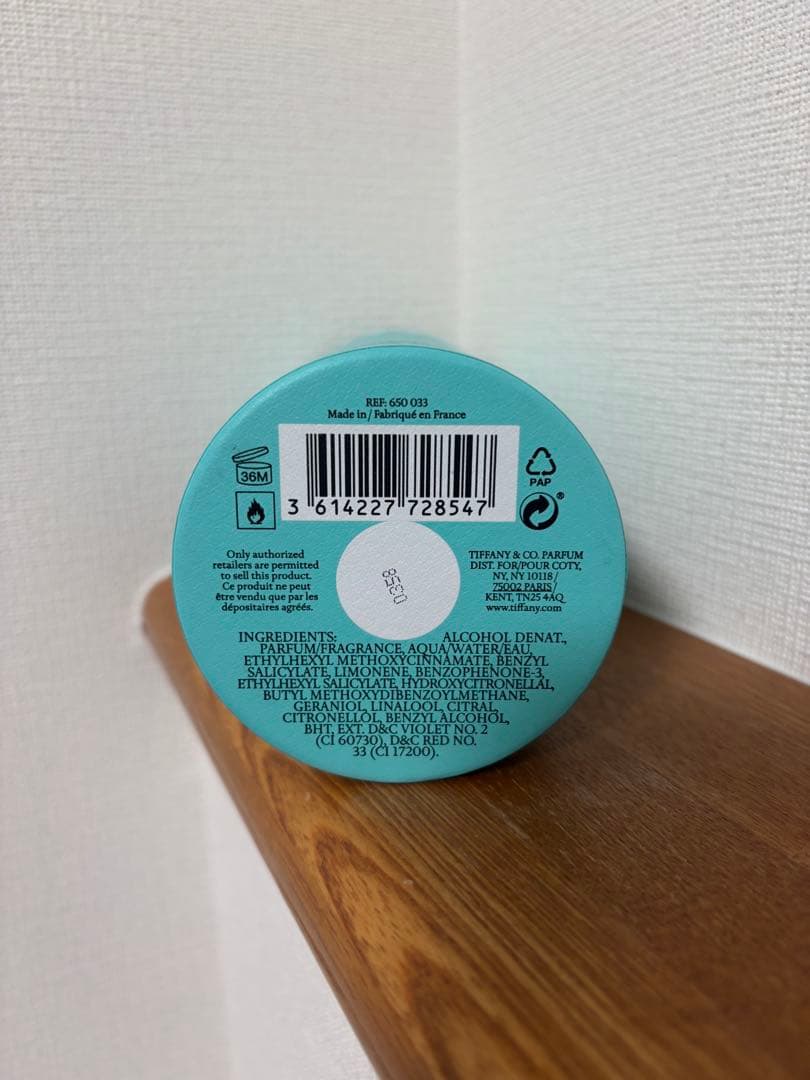 REF: 650 033
Made in / Fabriqué en France
36M
3 614227 728547
PAP
®
Only authorized
retailers are permitted
to sell this product.
Ce produit ne peut
être vendu que par les
dépositaires agréés.
TIFFANY & CO. PARFUM
DIST. FOR/POUR COTY,
NY, NY 10118 /
75002 PARIS /
KENT, TN25 4AQ
www.tiffany.com
INGREDIENTS: ALCOHOL DENAT.,
PARFUM/FRAGRANCE, AQUA/WATER/EAU,
ETHYLHEXYL METHOXYCINNAMATE, BENZYL
SALICYLATE, LIMONENE, BENZOPHENONE-3,
ETHYLHEXYL SALICYLATE, HYDROXYCITRONELLAL,
BUTYL METHOXYDIBENZOYLMETHANE,
GERANIOL, LINALOOL, CITRAL,
CITRONELLOL, BENZYL ALCOHOL,
BHT, EXT. D&C VIOLET NO. 2
(CI 60730), D&C RED NO.
33 (CI 17200).